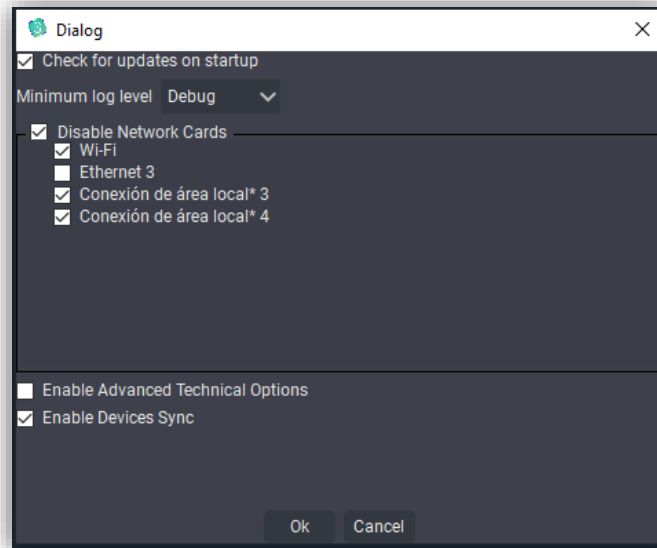 Dialog
Check for updates on startup
Minimum log level Debug
Disable Network Cards
Wi-Fi
Ethernet 3
Conexión de área local* 3
Conexión de área local* 4
Enable Advanced Technical Options
Enable Devices Sync
Ok Cancel